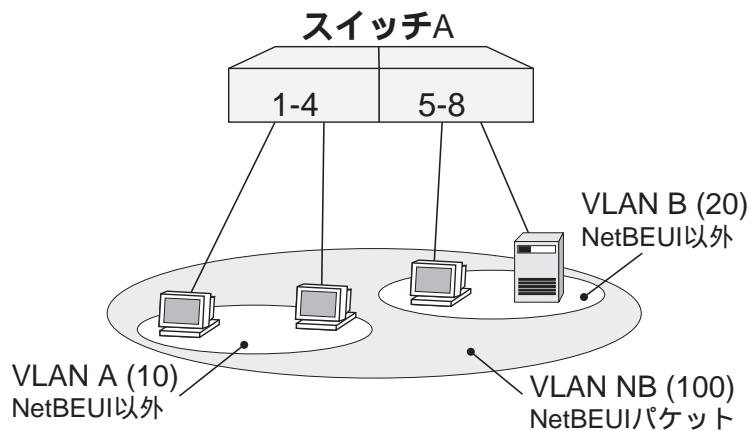 スイッチA
1-4
5-8
VLAN B (20)
NetBEUI以外
VLAN A (10)
NetBEUI以外
VLAN NB (100)
NetBEUIパケット